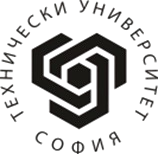 ТЕХНИЧЕСКИ УНИВЕРСИТЕТ
СОФИЯ